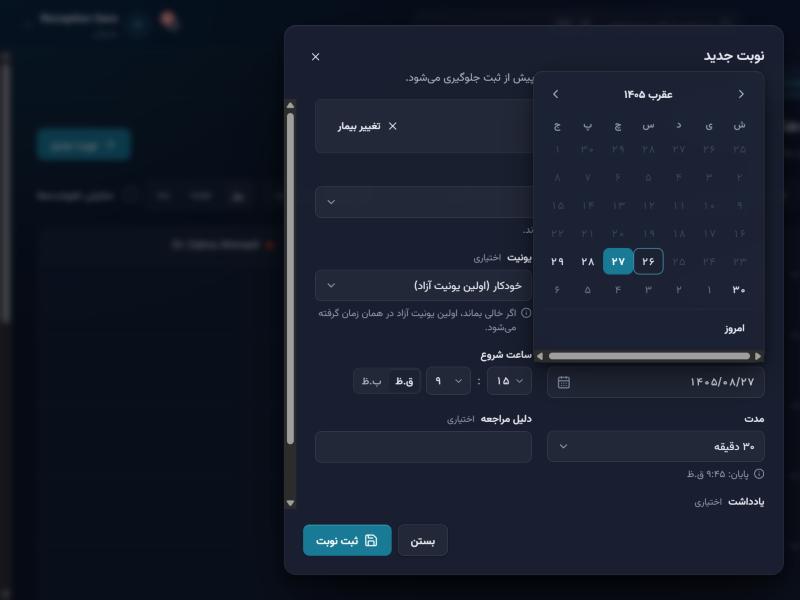 نوبت جدید
پیش از ثبت جلوگیری می‌شود.
تغییر بیمار
عقرب ۱۴۰۵
ش ی د س چ پ ج
۲۵ ۲۶ ۲۷ ۲۸ ۲۹ ۳۰ ۱
۲ ۳ ۴ ۵ ۶ ۷ ۸
۹ ۱۰ ۱۱ ۱۲ ۱۳ ۱۴ ۱۵
۱۶ ۱۷ ۱۸ ۱۹ ۲۰ ۲۱ ۲۲
۲۳ ۲۴ ۲۵ ۲۶ ۲۷ ۲۸ ۲۹
۳۰ ۱ ۲ ۳ ۴ ۵ ۶
امروز
ند.
یونیت اختیاری
خودکار (اولین یونیت آزاد)
اگر خالی بماند، اولین یونیت آزاد در همان زمان گرفته
می‌شود.
ساعت شروع
۱۴۰۵/۰۸/۲۷
۱۵ : ۹ ق.ظ ب.ظ
مدت
۳۰ دقیقه
پایان: ۹:۴۵ ق.ظ
دلیل مراجعه اختیاری
یادداشت اختیاری
بستن
ثبت نوبت